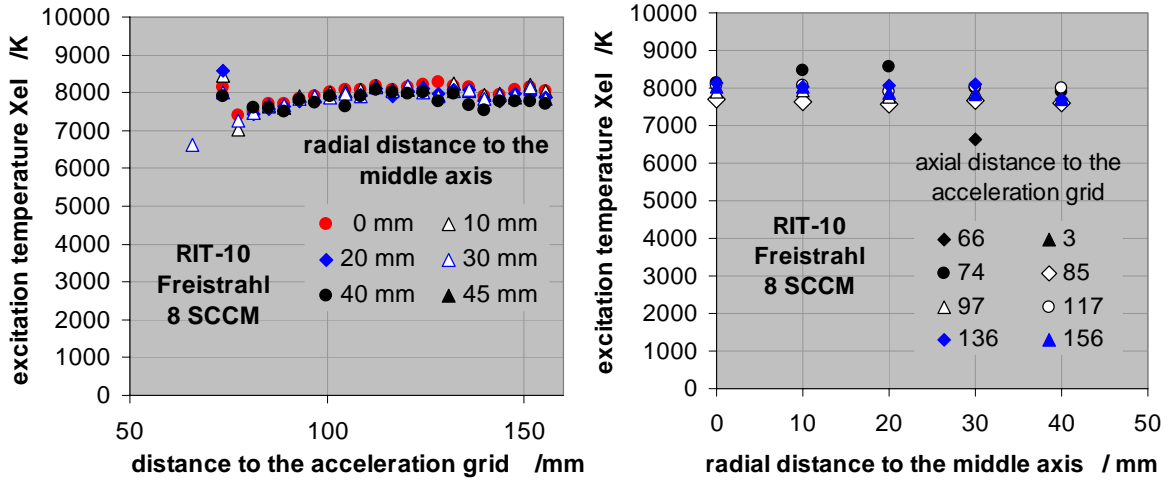 excitation temperature Xel /K
10000
9000
8000
7000
6000
5000
4000
3000
2000
1000
0
50
100
150
distance to the acceleration grid /mm
radial distance to the
middle axis
0 mm
10 mm
20 mm
30 mm
40 mm
45 mm
RIT-10
Freistrahl
8 SCCM
excitation temperature Xel /K
10000
9000
8000
7000
6000
5000
4000
3000
2000
1000
0
0
10
20
30
40
50
radial distance to the middle axis / mm
axial distance to the
acceleration grid
66
3
74
85
97
117
136
156
RIT-10
Freistrahl
8 SCCM